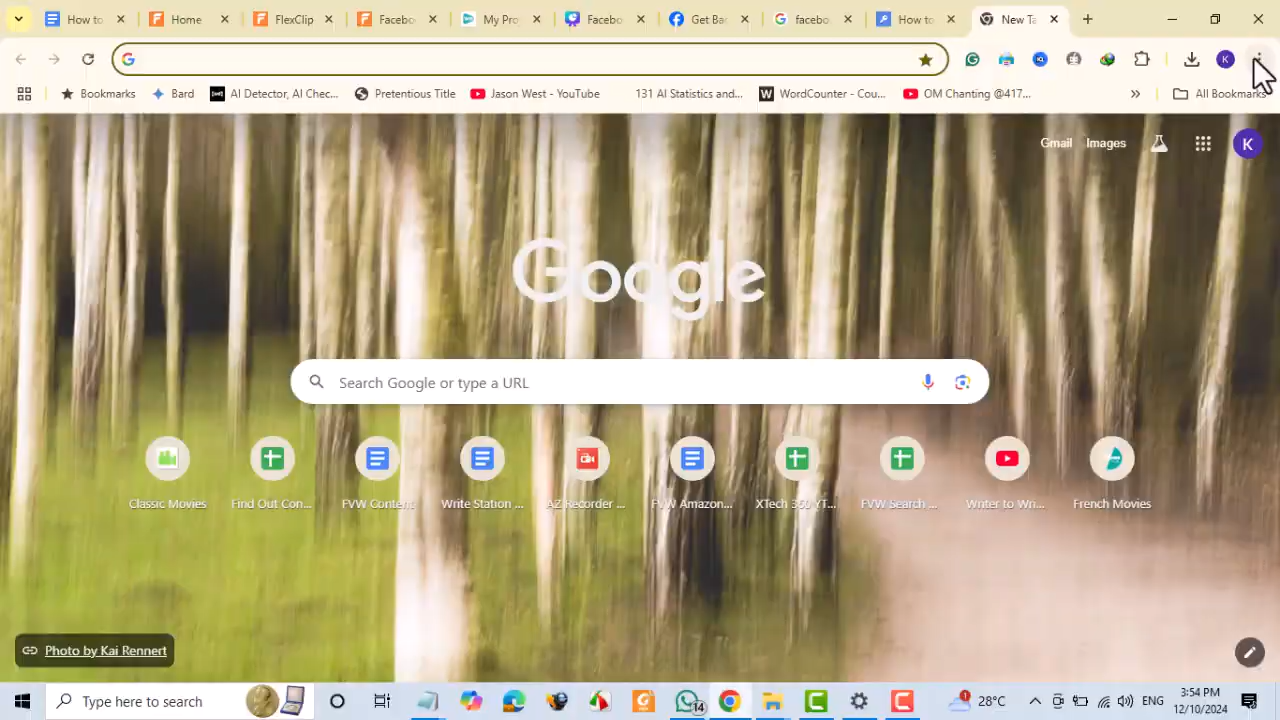 How to
Home
FlexClip
Facebo
My Pro
Facebo
Get Ba
facebo
How to
New Ta
Bookmarks
Bard
AI Detector, AI Chec...
Pretentious Title
Jason West - YouTube
131 AI Statistics and...
WordCounter - Cou...
OM Chanting @417...
All Bookmarks
K
Gmail
Images
K
Google
Search Google or type a URL
Classic Movies
Find Out Con...
FVW Content
Write Station ...
AZ Recorder ...
FVW Amazon...
XTech 360 YT...
FVW Search ...
Writer to Wri...
French Movies
Photo by Kai Rennert
Type here to search
14
1
28°C
ENG
3:54 PM
12/10/2024